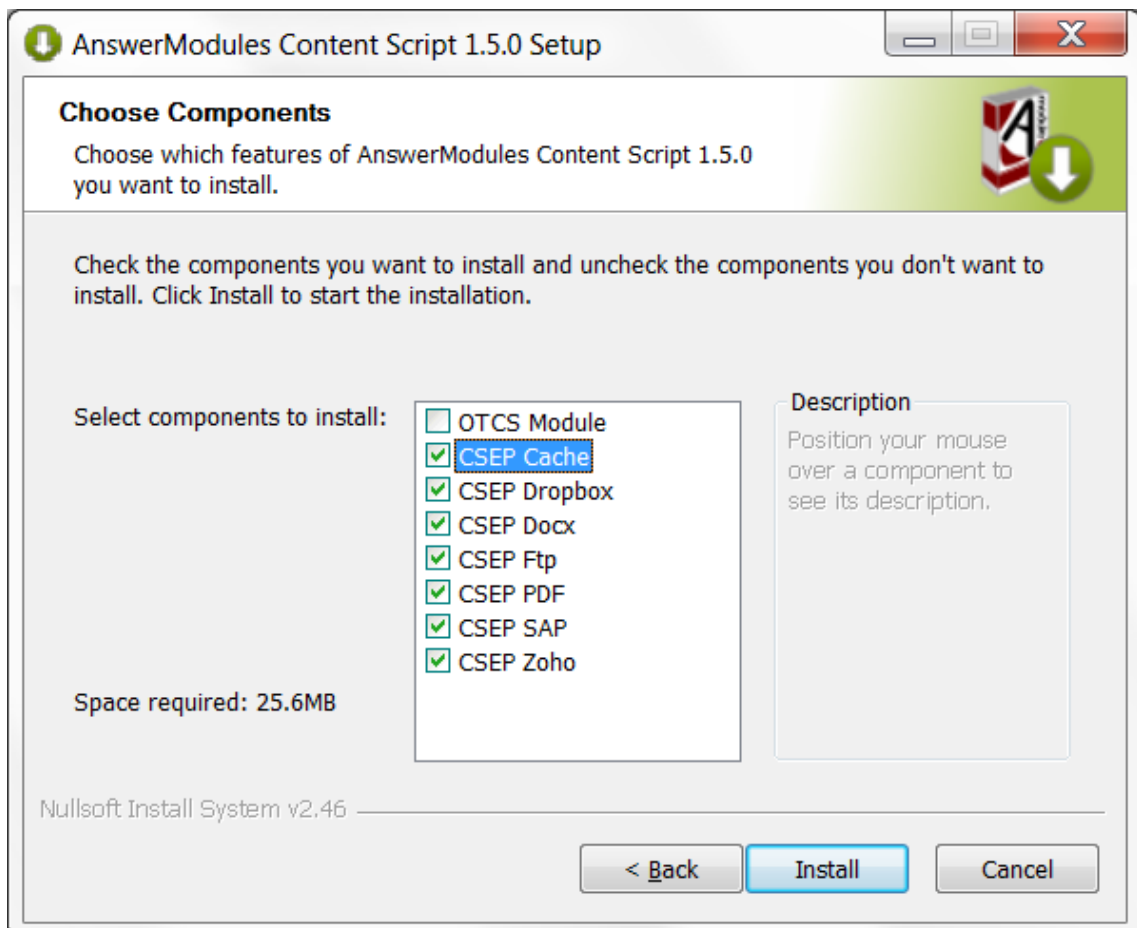 AnswerModules Content Script 1.5.0 Setup
Choose Components
Choose which features of AnswerModules Content Script 1.5.0
you want to install.
Check the components you want to install and uncheck the components you don't want to
install. Click Install to start the installation.
Select components to install:
OTCS Module
CSEP Cache
CSEP Dropbox
CSEP Docx
CSEP Ftp
CSEP PDF
CSEP SAP
CSEP Zoho
Description
Position your mouse
over a component to
see its description.
Space required: 25.6MB
Nullsoft Install System v2.46
< Back
Install
Cancel